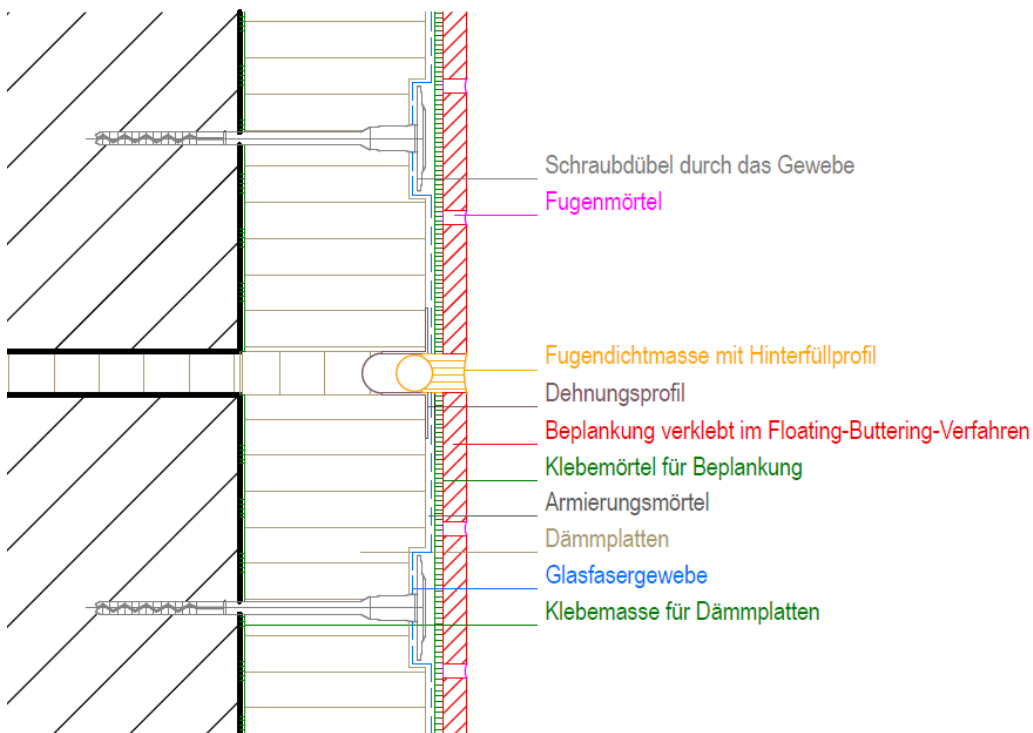 Schraubdübel durch das Gewebe
Fugenmörtel
Fugendichtmasse mit Hinterfüllprofil
Dehnungsprofil
Beplankung verklebt im Floating-Buttering-Verfahren
Klebemörtel für Beplankung
Armierungsmörtel
Dämmplatten
Glasfasergewebe
Klebemasse für Dämmplatten